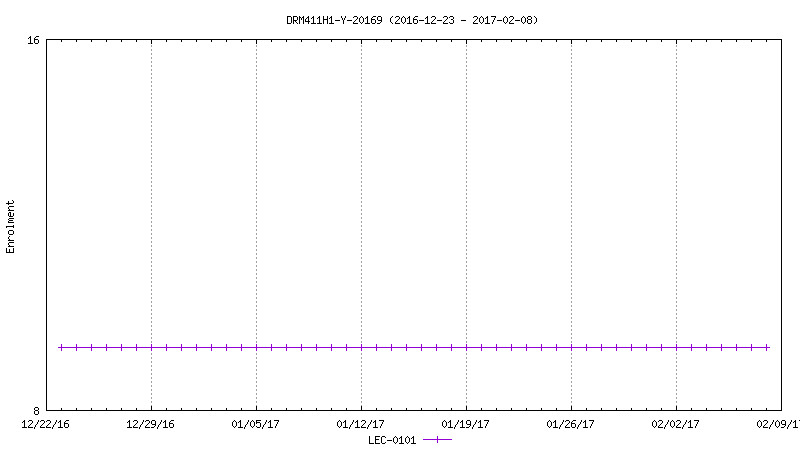 DRM411H1-Y-20169 (2016-12-23 - 2017-02-08)
16
Enrolment
8
12/22/16 12/29/16 01/05/17 01/12/17 01/19/17 01/26/17 02/02/17 02/09/1
LEC-0101